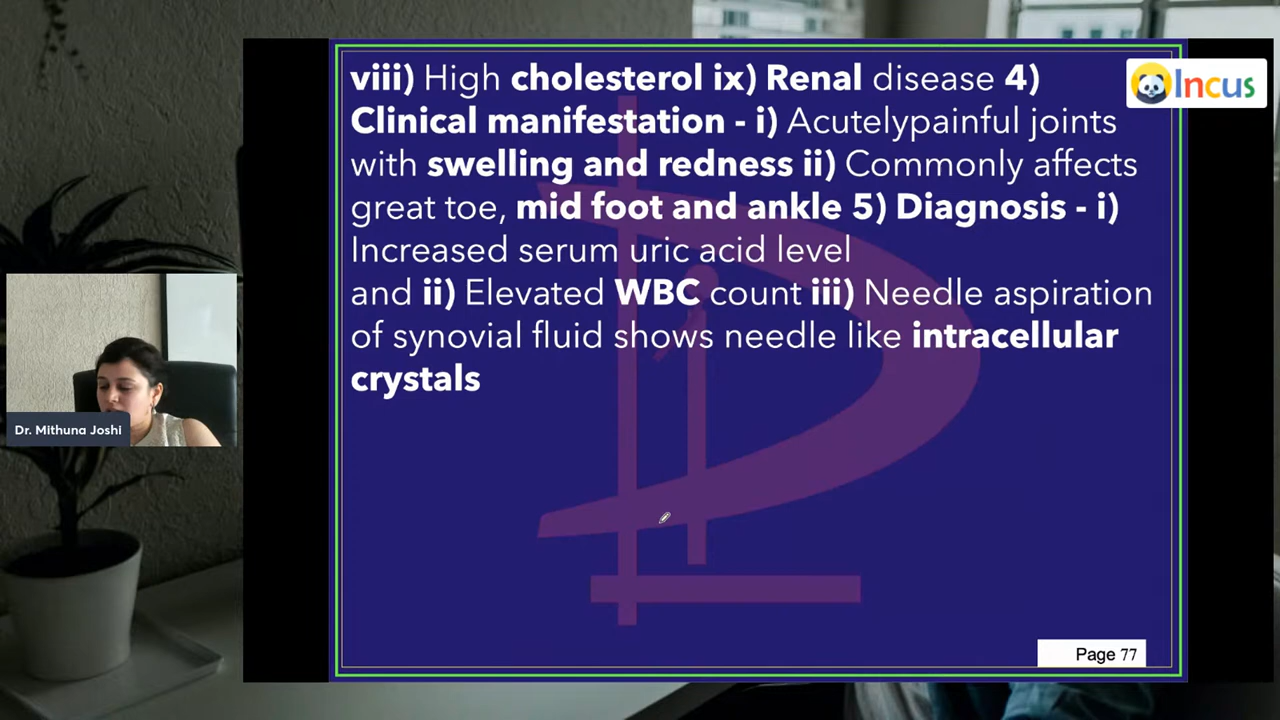 viii) High cholesterol ix) Renal disease 4)
Clinical manifestation - i) Acutelypainful joints
with swelling and redness ii) Commonly affects
great toe, mid foot and ankle 5) Diagnosis - i)
Increased serum uric acid level
and ii) Elevated WBC count iii) Needle aspiration
of synovial fluid shows needle like intracellular
crystals
Incus
Dr. Mithuna Joshi
Page 77